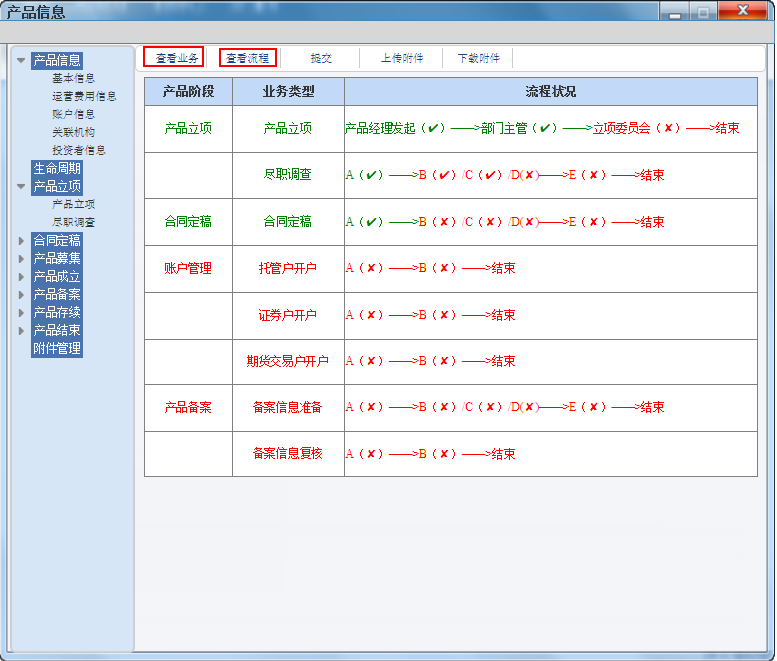 产品信息
产品信息
基本信息
运营费用信息
账户信息
关联机构
投资者信息
生命周期
产品立项
产品立项
尽职调查
合同定稿
产品募集
产品成立
产品备案
产品存续
产品结束
附件管理
查看业务 查看流程 提交 上传附件 下载附件
产品阶段 业务类型 流程状况
产品立项 产品立项 产品经理发起（✔）——>部门主管（✔）——>立项委员会（✘）——>结束
尽职调查 A（✔）——>B（✔）/C（✔）/D(✘)——>E（✘）——>结束
合同定稿 合同定稿 A（✔）——>B（✘）/C（✘）/D(✘)——>E（✘）——>结束
账户管理 托管户开户 A（✘）——>B（✘）——>结束
证券户开户 A（✘）——>B（✘）——>结束
期货交易户开户 A（✘）——>B（✘）——>结束
产品备案 备案信息准备 A（✘）——>B（✘）/C（✘）/D(✘)——>E（✘）——>结束
备案信息复核 A（✘）——>B（✘）——>结束